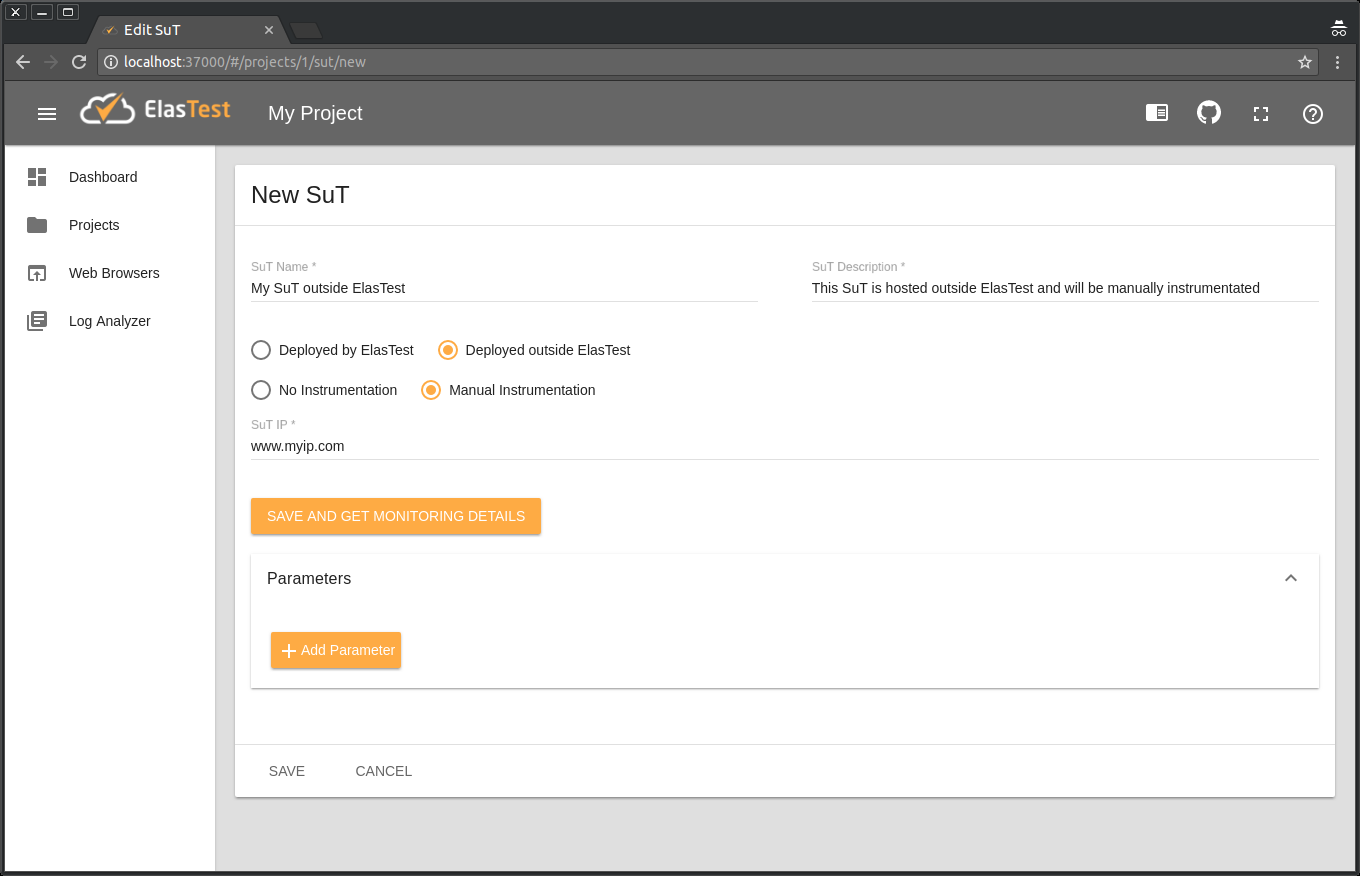 Edit SuT
localhost:37000/#/projects/1/sut/new
ElasTest
My Project
Dashboard
Projects
Web Browsers
Log Analyzer
New SuT
SuT Name *
SuT Description *
My SuT outside ElasTest
This SuT is hosted outside ElasTest and will be manually instrumentated
Deployed by ElasTest
Deployed outside ElasTest
No Instrumentation
Manual Instrumentation
SuT IP *
www.myip.com
SAVE AND GET MONITORING DETAILS
Parameters
Add Parameter
SAVE
CANCEL